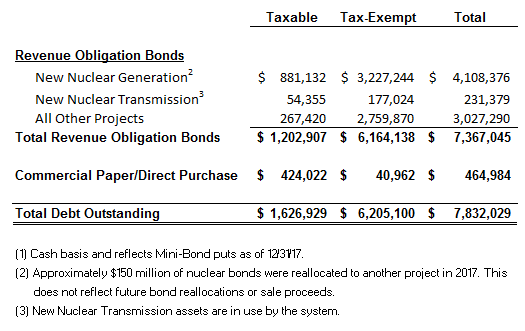 Taxable Tax-Exempt Total
Revenue Obligation Bonds
New Nuclear Generation² $ 881,132 $ 3,227,244 $ 4,108,376
New Nuclear Transmission³ 54,355 177,024 231,379
All Other Projects 267,420 2,759,870 3,027,290
Total Revenue Obligation Bonds $ 1,202,907 $ 6,164,138 $ 7,367,045
Commercial Paper/Direct Purchase $ 424,022 $ 40,962 $ 464,984
Total Debt Outstanding $ 1,626,929 $ 6,205,100 $ 7,832,029
(1) Cash basis and reflects Mini-Bond puts as of 12/31/17.
(2) Approximately $150 million of nuclear bonds were reallocated to another project in 2017. This
does not reflect future bond reallocations or sale proceeds.
(3) New Nuclear Transmission assets are in use by the system.